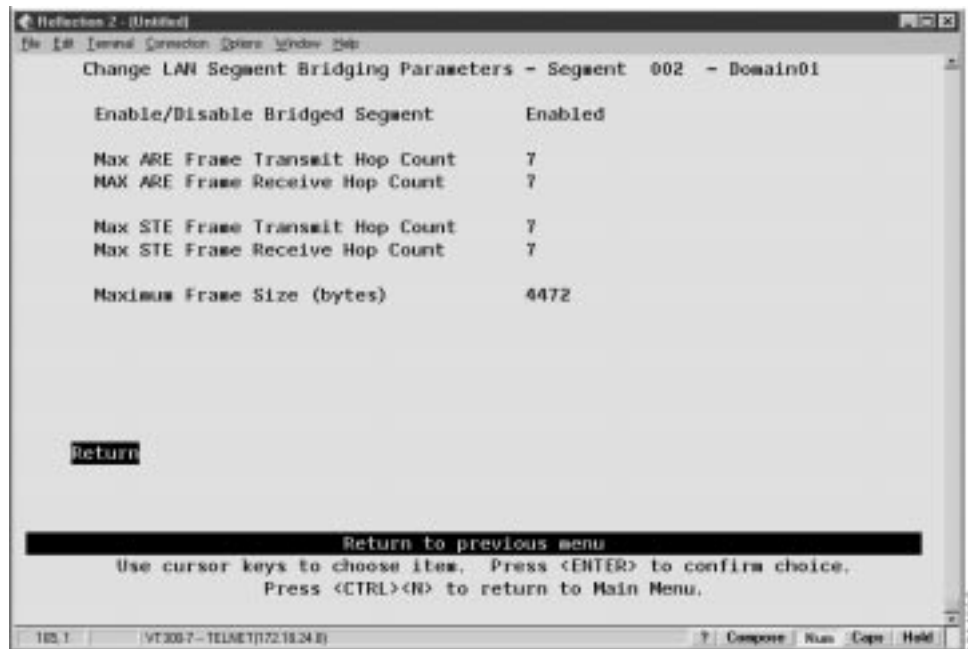 Reflection 2 - (Untitled)
File Edit Terminal Connection Options Window Help
Change LAN Segment Bridging Parameters - Segment 002 - Domain01
Enable/Disable Bridged Segment Enabled
Max ARE Frame Transmit Hop Count 7
MAX ARE Frame Receive Hop Count 7
Max STE Frame Transmit Hop Count 7
Max STE Frame Receive Hop Count 7
Maximum Frame Size (bytes) 4472
Return
Return to previous menu
Use cursor keys to choose item. Press <ENTER> to confirm choice.
Press <CTRL><N> to return to Main Menu.
VT300-7 -- TELNET ? Compose Num Caps Hold